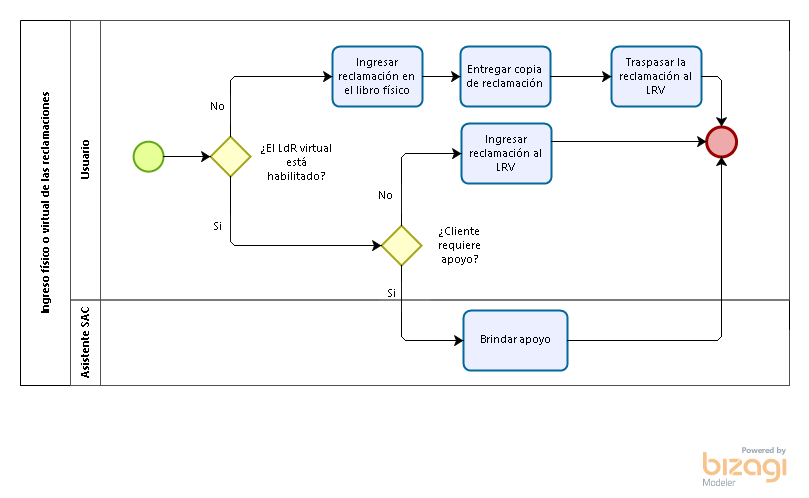 Ingreso físico o virtual de las reclamaciones
Usuario
Asistente SAC
Ingresar
reclamación en
el libro físico
Entregar copia
de reclamación
Traspasar la
reclamación al
LRV
No
¿El LdR virtual
está
habilitado?
Ingresar
reclamación al
LRV
No
Si
¿Cliente
requiere
apoyo?
Si
Brindar apoyo
Powered by
bizagi
Modeler